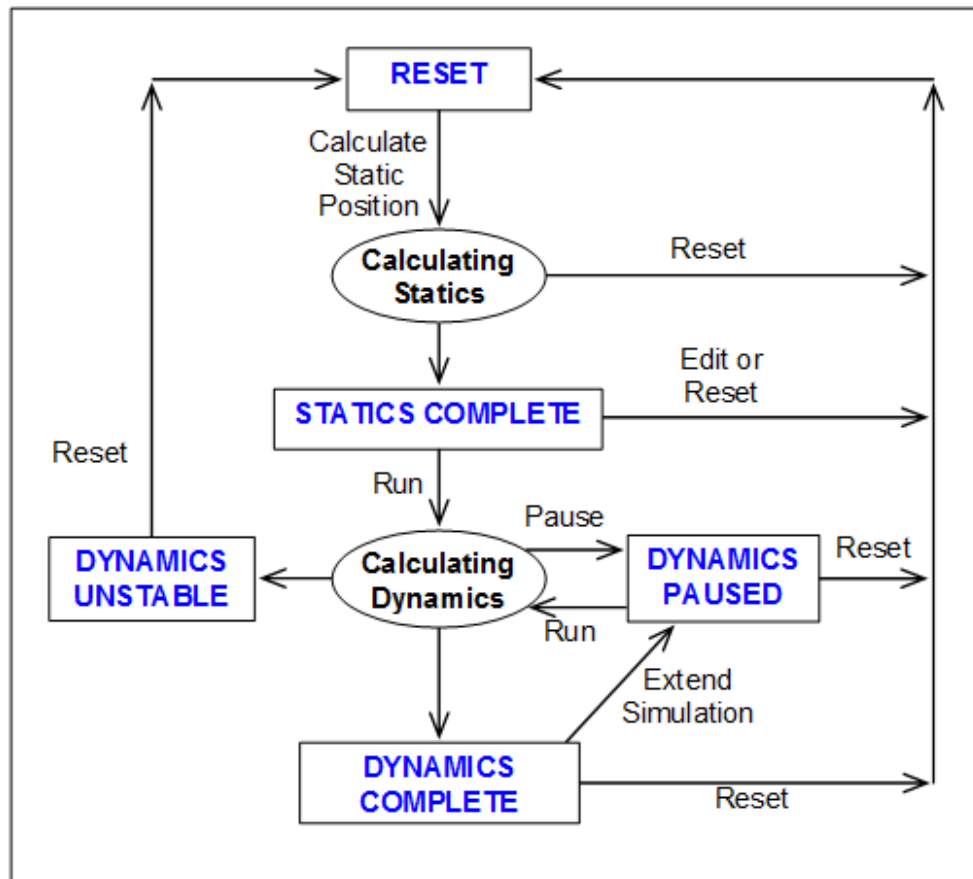 RESET
Calculate
Static
Position
Calculating
Statics
Reset
Edit or
Reset
STATICS COMPLETE
Reset
Run
Pause
DYNAMICS
UNSTABLE
Calculating
Dynamics
DYNAMICS
PAUSED
Reset
Run
Extend
Simulation
DYNAMICS
COMPLETE
Reset